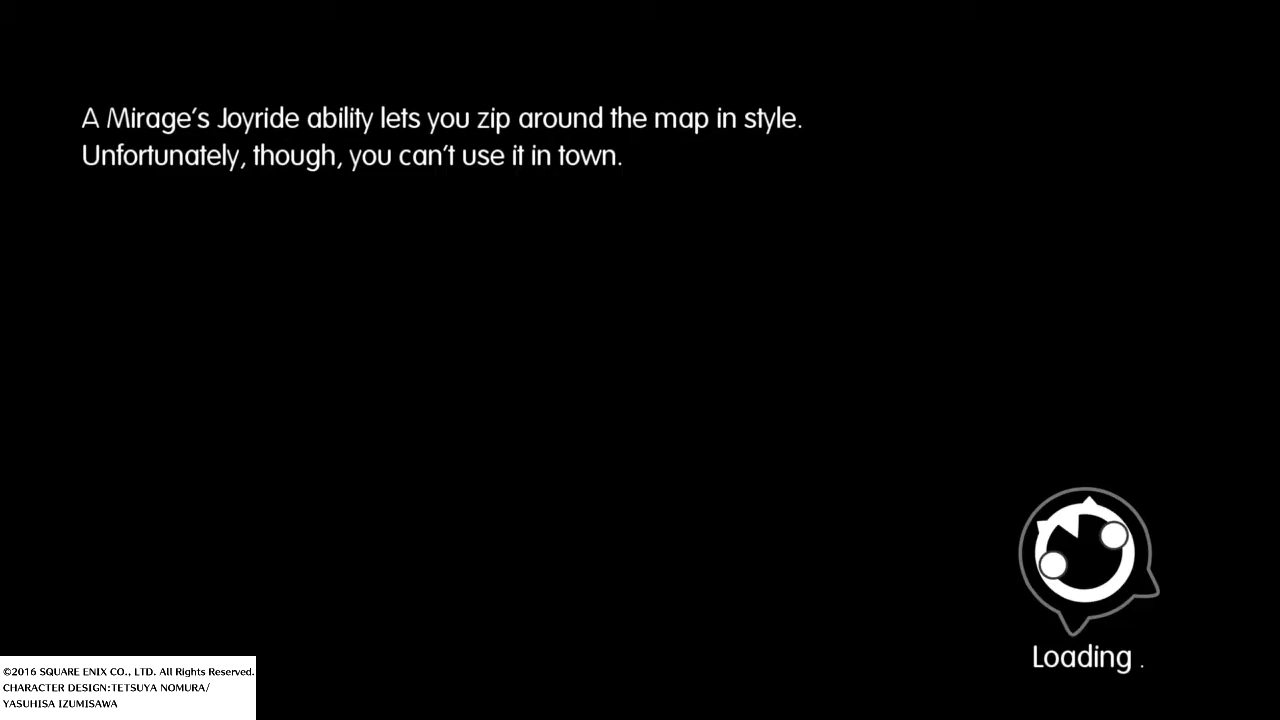 A Mirage's Joyride ability lets you zip around the map in style.
Unfortunately, though, you can't use it in town.
Loading .
©2016 SQUARE ENIX CO., LTD. All Rights Reserved.
CHARACTER DESIGN:TETSUYA NOMURA/
YASUHISA IZUMISAWA